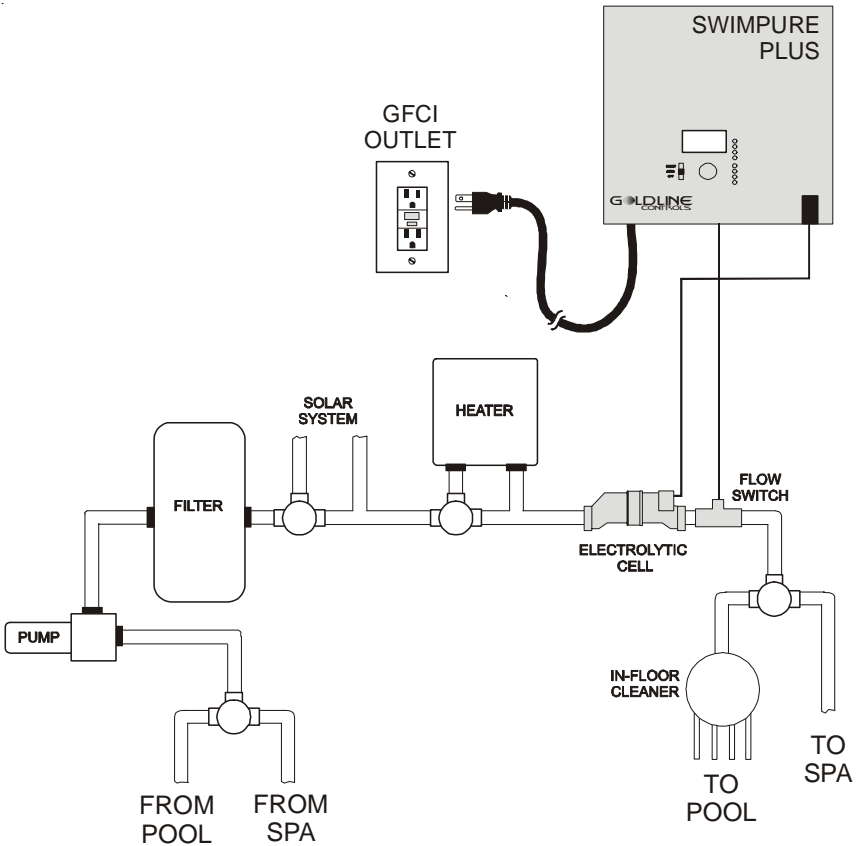 SWIMPURE
PLUS
GFCI
OUTLET
GOLDLINE
CONTROLS
SOLAR
SYSTEM
HEATER
FILTER
FLOW
SWITCH
ELECTROLYTIC
CELL
PUMP
IN-FLOOR
CLEANER
TO
SPA
TO
POOL
FROM
POOL
FROM
SPA